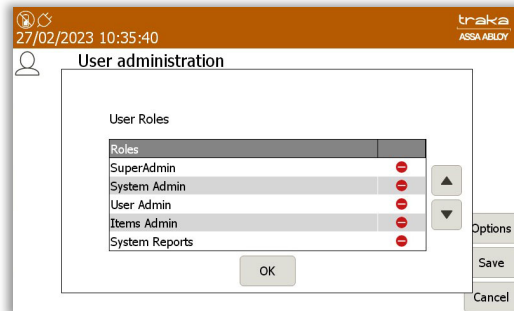 traka
27/02/2023 10:35:40
ASSA ABLOY
User administration
User Roles
Roles
SuperAdmin
System Admin
User Admin
Items Admin
System Reports
OK
Options
Save
Cancel